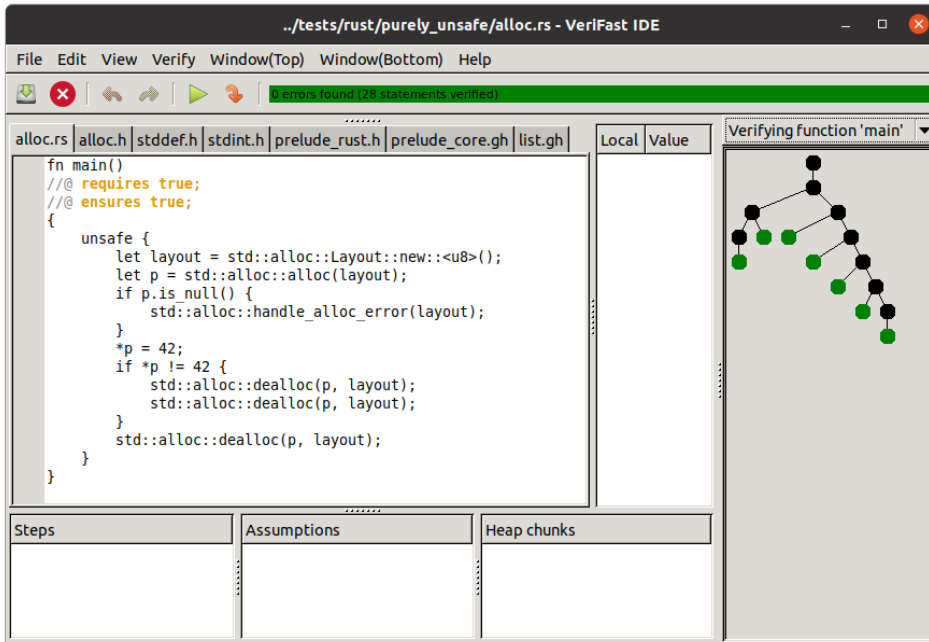 ../tests/rust/purely_unsafe/alloc.rs - VeriFast IDE
File Edit View Verify Window(Top) Window(Bottom) Help
0 errors found (28 statements verified)
alloc.rs alloc.h stddef.h stdint.h prelude_rust.h prelude_core.gh list.gh
Local Value
Verifying function 'main'
fn main()
//@ requires true;
//@ ensures true;
{
    unsafe {
        let layout = std::alloc::Layout::new::<u8>();
        let p = std::alloc::alloc(layout);
        if p.is_null() {
            std::alloc::handle_alloc_error(layout);
        }
        *p = 42;
        if *p != 42 {
            std::alloc::dealloc(p, layout);
            std::alloc::dealloc(p, layout);
        }
        std::alloc::dealloc(p, layout);
    }
}
Steps
Assumptions
Heap chunks